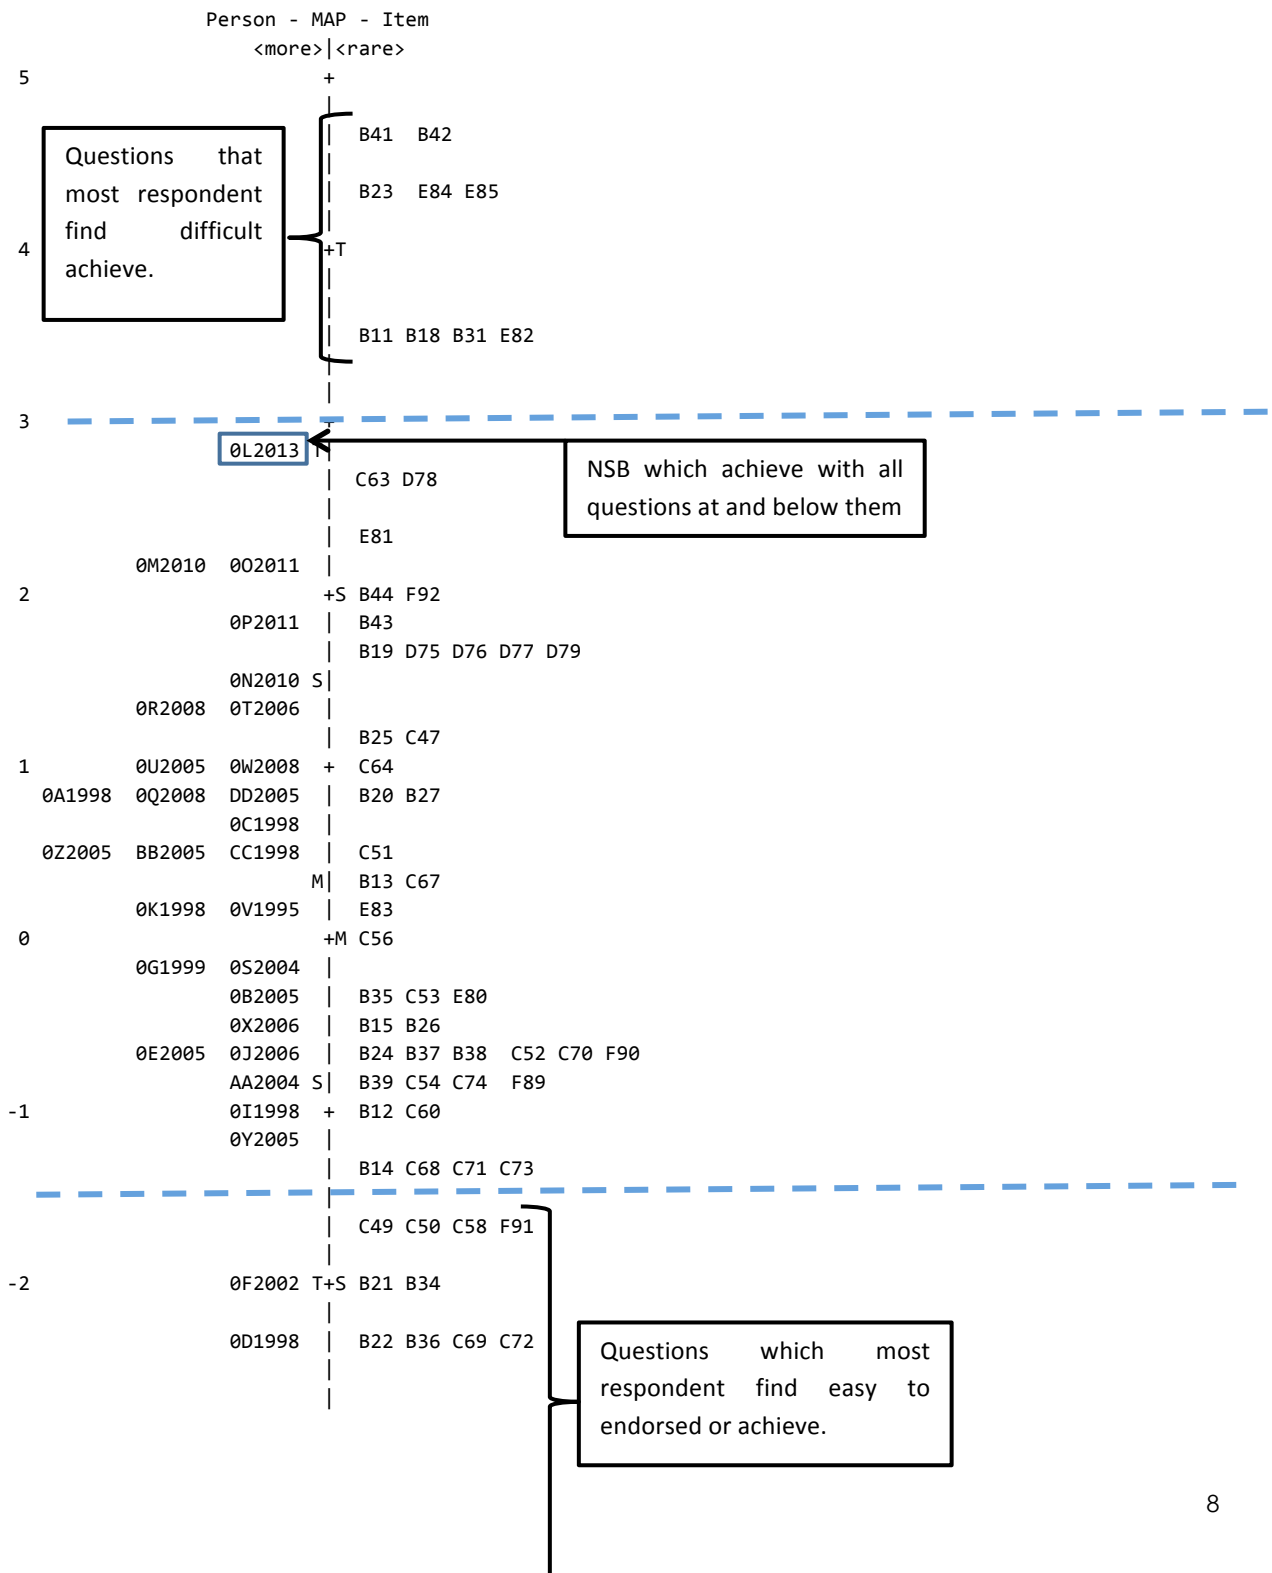 Person - MAP - Item
<more>|<rare>
5 +
|
| B41 B42
Questions that
most respondent
find difficult
achieve.
| B23 E84 E85
4 +T
|
|
| B11 B18 B31 E82
|
|
3 +
0L2013 T|
NSB which achieve with all
questions at and below them
| C63 D78
|
| E81
0M2010 0O2011 |
2 +S B44 F92
0P2011 | B43
| B19 D75 D76 D77 D79
0N2010 S|
0R2008 0T2006 |
| B25 C47
1 0U2005 0W2008 + C64
0A1998 0Q2008 DD2005 | B20 B27
0C1998 |
0Z2005 BB2005 CC1998 | C51
M| B13 C67
0K1998 0V1995 | E83
0 +M C56
0G1999 0S2004 |
0B2005 | B35 C53 E80
0X2006 | B15 B26
0E2005 0J2006 | B24 B37 B38 C52 C70 F90
AA2004 S| B39 C54 C74 F89
-1 0I1998 + B12 C60
0Y2005 |
| B14 C68 C71 C73
|
| C49 C50 C58 F91
|
-2 0F2002 T+S B21 B34
|
0D1998 | B22 B36 C69 C72
|
|
Questions which most
respondent find easy to
endorsed or achieve.
8